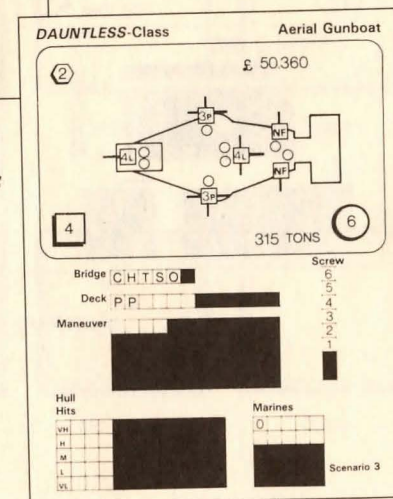 DAUNTLESS-Class Aerial Gunboat
2 £ 50.360
3P
NF
4L 4L
NF
3P
4 315 TONS 6
Screw
Bridge C H T S O 6
5
Deck P P 4
3
Maneuver 2
1
Hull Hits Marines
VH O
H
M
L Scenario 3
VL